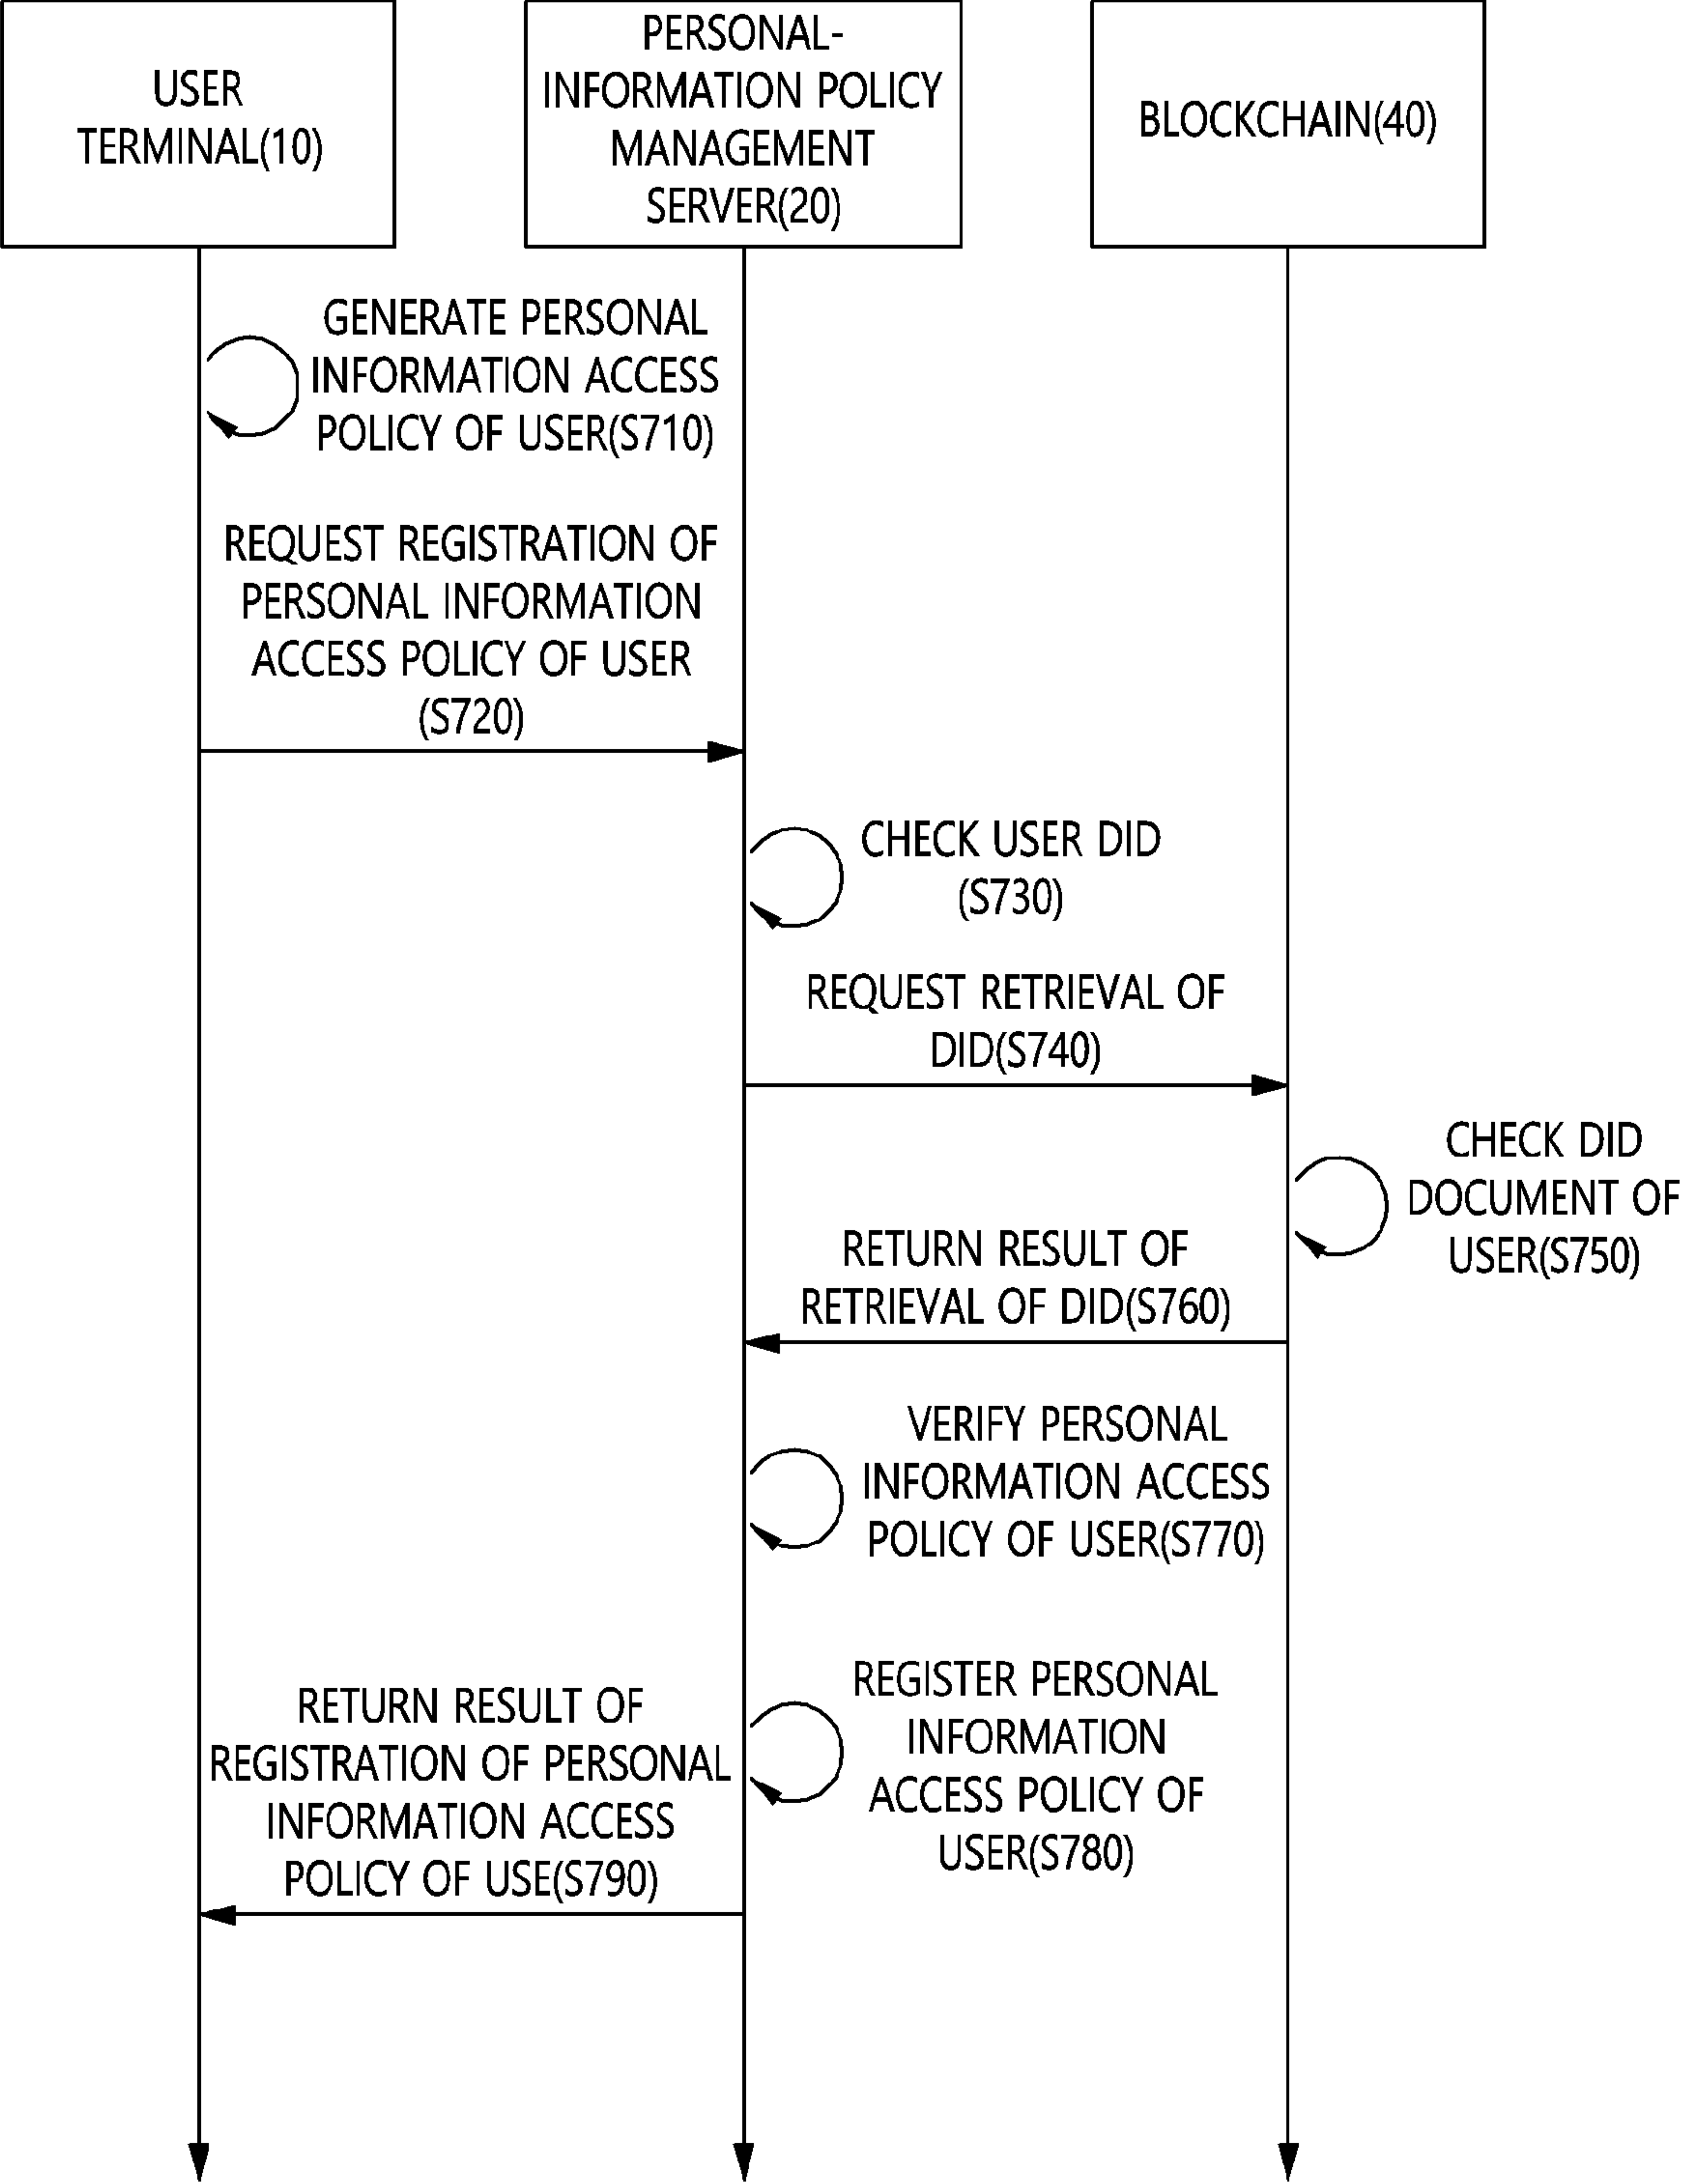 USER
TERMINAL(10)
PERSONAL-
INFORMATION POLICY
MANAGEMENT
SERVER(20)
BLOCKCHAIN(40)
GENERATE PERSONAL
INFORMATION ACCESS
POLICY OF USER(S710)
REQUEST REGISTRATION OF
PERSONAL INFORMATION
ACCESS POLICY OF USER
(S720)
CHECK USER DID
(S730)
REQUEST RETRIEVAL OF
DID(S740)
CHECK DID
DOCUMENT OF
USER(S750)
RETURN RESULT OF
RETRIEVAL OF DID(S760)
VERIFY PERSONAL
INFORMATION ACCESS
POLICY OF USER(S770)
REGISTER PERSONAL
INFORMATION
ACCESS POLICY OF
USER(S780)
RETURN RESULT OF
REGISTRATION OF PERSONAL
INFORMATION ACCESS
POLICY OF USE(S790)